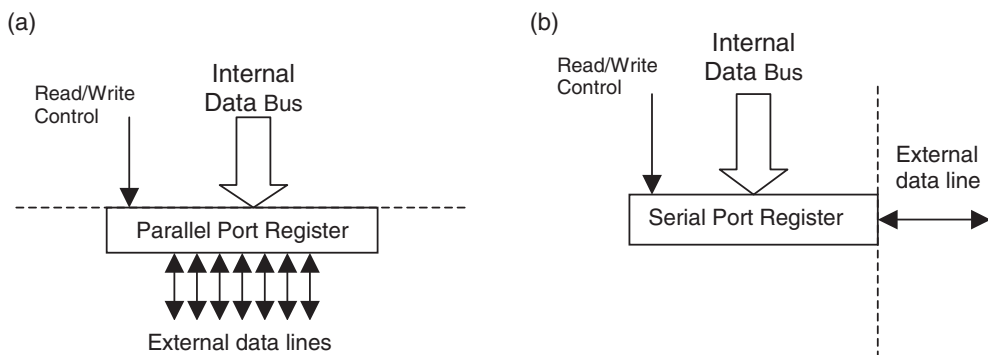 (a)
Internal
Data Bus
Read/Write
Control
Parallel Port Register
External data lines
(b)
Internal
Data Bus
Read/Write
Control
External
data line
Serial Port Register